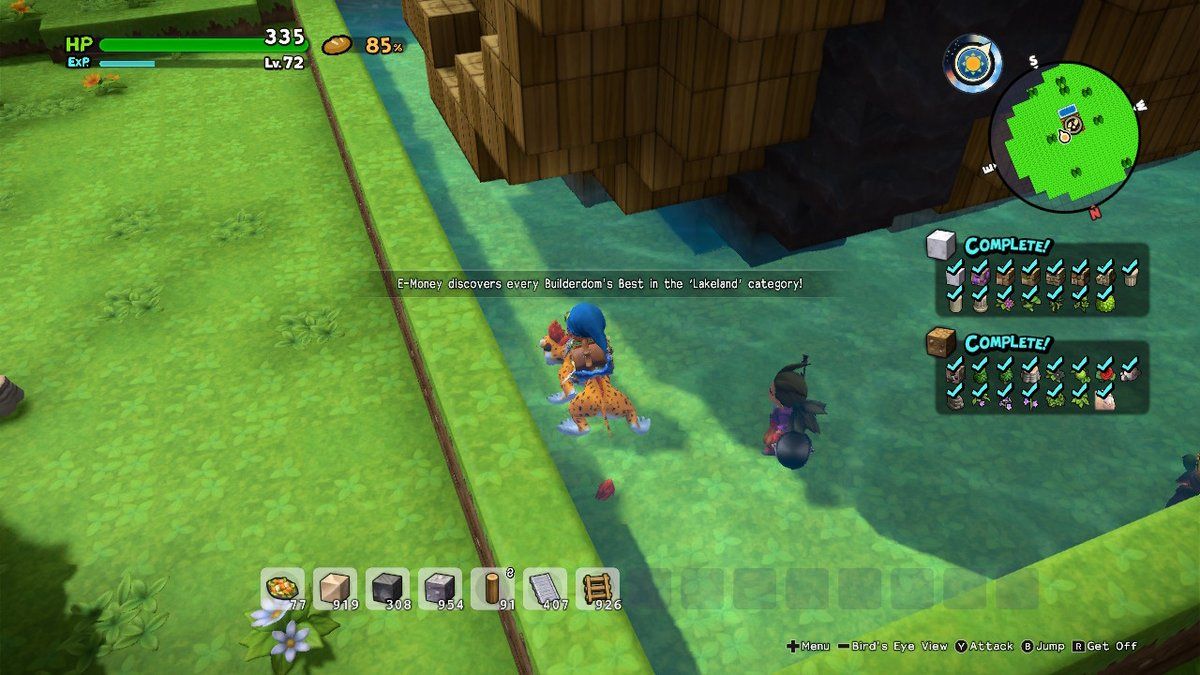 HP 335 85%
EXP. Lv.72
S
W
E
N
COMPLETE!
E-Money discovers every Builderdom's Best in the 'Lakeland' category!
COMPLETE!
77 919 308 954 91 407 926
Menu Bird's Eye View Y Attack B Jump R Get Off